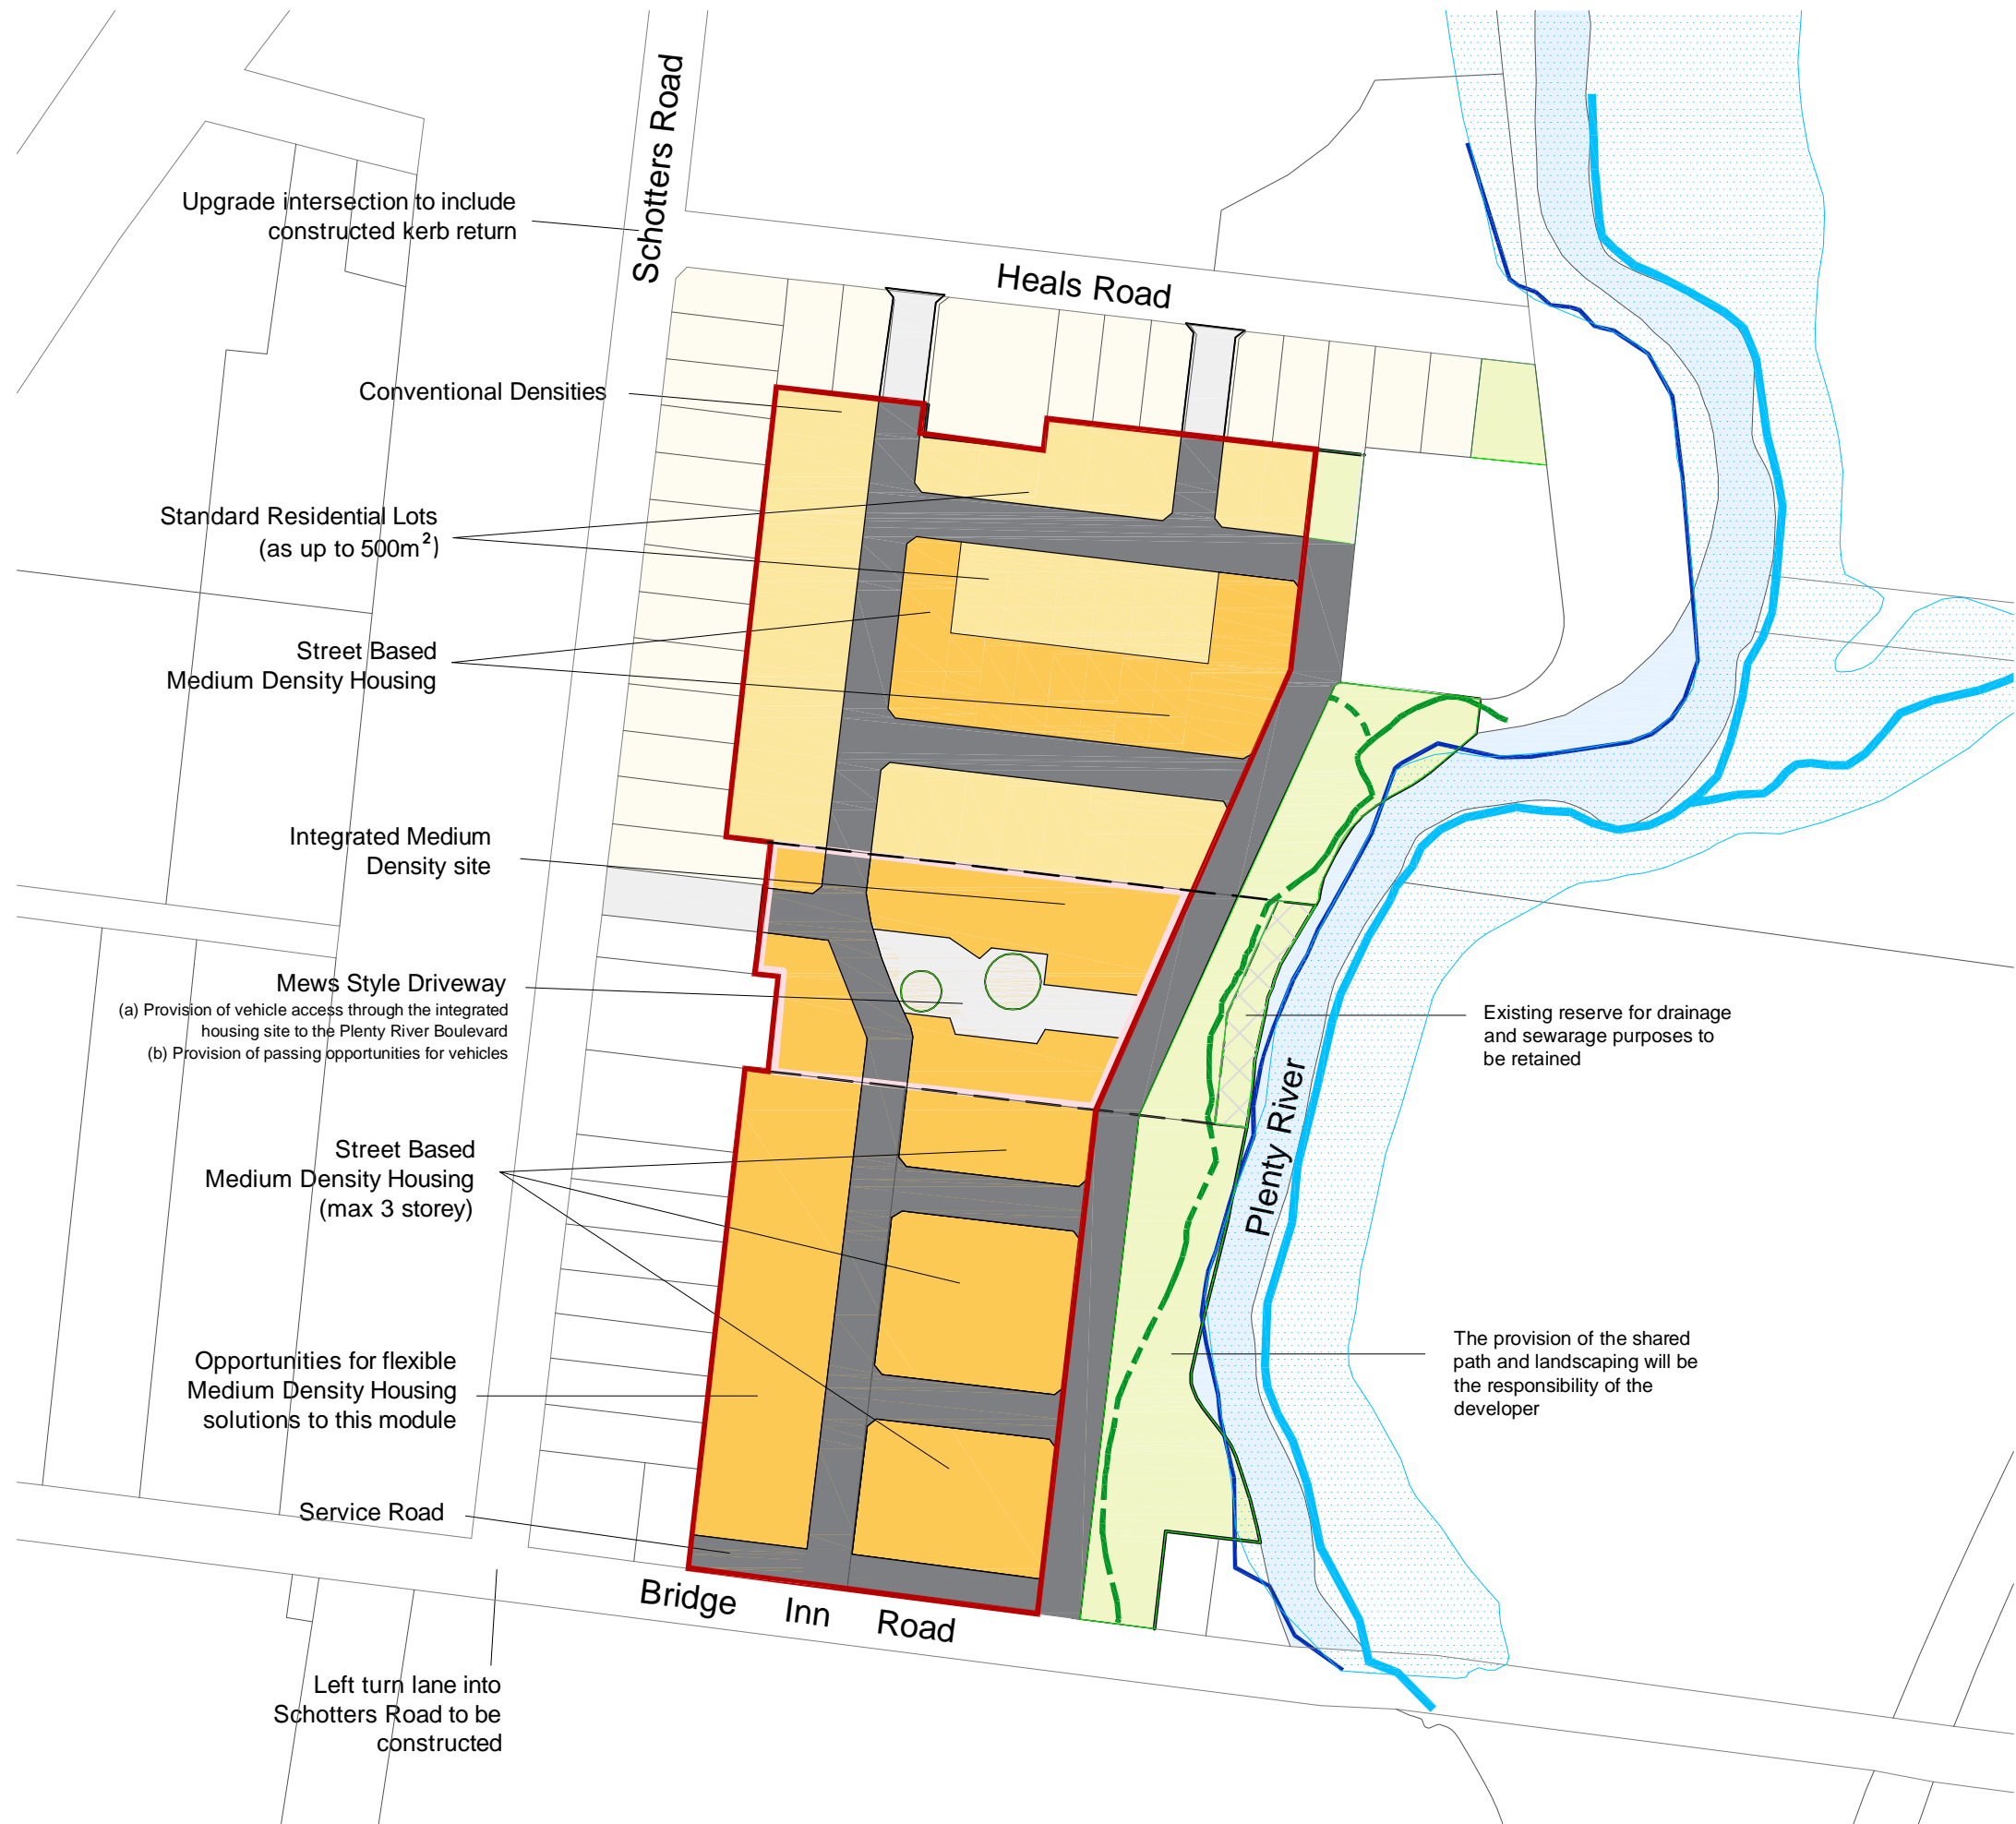 Schotters Road
Upgrade intersection to include
constructed kerb return
Heals Road
Conventional Densities
Standard Residential Lots
(as up to 500m²)
Street Based
Medium Density Housing
Integrated Medium
Density site
Mews Style Driveway
(a) Provision of vehicle access through the integrated
housing site to the Plenty River Boulevard
(b) Provision of passing opportunities for vehicles
Existing reserve for drainage
and sewarage purposes to
be retained
Plenty River
Street Based
Medium Density Housing
(max 3 storey)
The provision of the shared
path and landscaping will be
the responsibility of the
developer
Opportunities for flexible
Medium Density Housing
solutions to this module
Service Road
Bridge Inn Road
Left turn lane into
Schotters Road to be
constructed